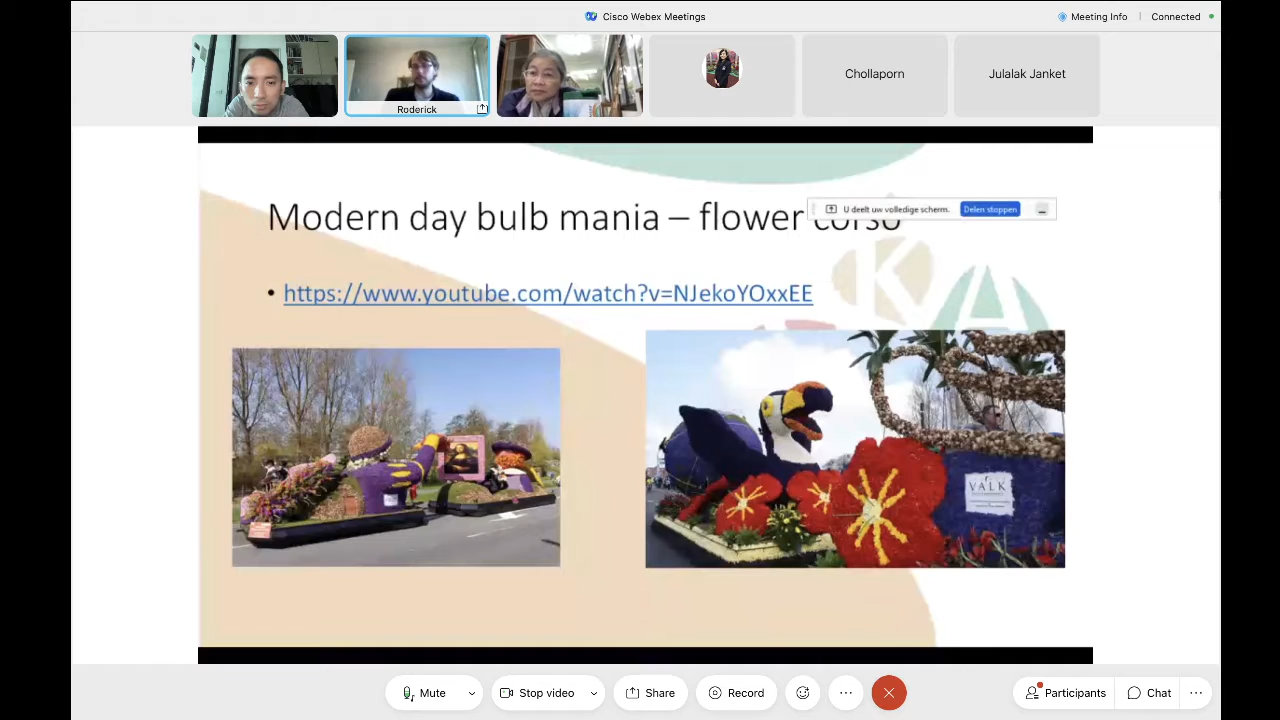 Cisco Webex Meetings
Meeting Info
Connected
Roderick
Chollaporn
Julalak Janket
Modern day bulb mania – flower corso
U deelt uw volledige scherm.
Delen stoppen
• https://www.youtube.com/watch?v=NJekoYOxxEE
KA
VALK
Mute
Stop video
Share
Record
Participants
Chat